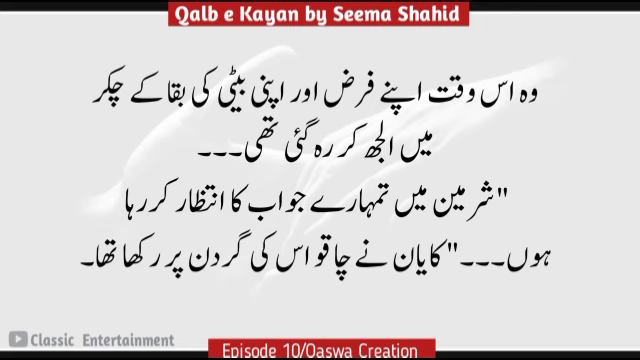 Qalb e Kayan by Seema Shahid
وہ اس وقت اپنے فرض اور اپنی بیٹی کی بقا کے چکر
میں الجھ کر رہ گئی تھی۔۔۔
"شرمین میں تمہارے جواب کا انتظار کر رہا
ہوں۔۔۔" کایان نے چاقو اس کی گردن پر رکھا تھا۔
Classic Entertainment
Episode 10/Qaswa Creation